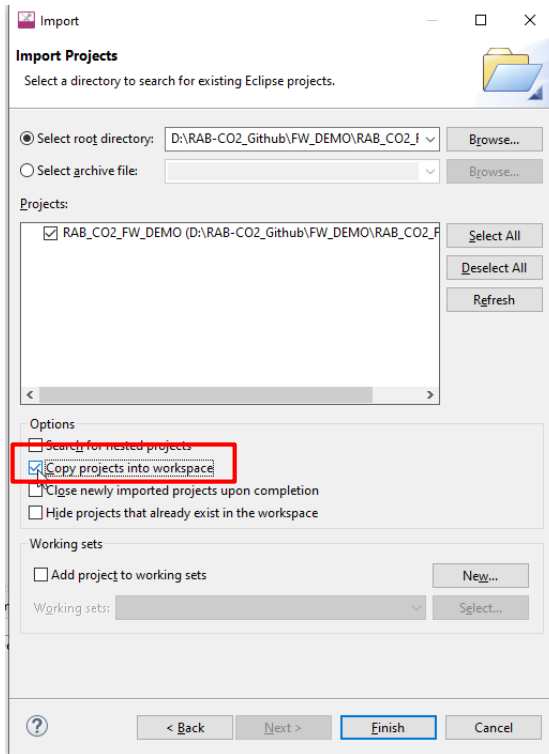 Import
Import Projects
Select a directory to search for existing Eclipse projects.
Select root directory: D:\RAB-CO2_Github\FW_DEMO\RAB_CO2_F Browse...
Select archive file: Browse...
Projects:
RAB_CO2_FW_DEMO (D:\RAB-CO2_Github\FW_DEMO\RAB_CO2_F
Select All
Deselect All
Refresh
Options
Search for nested projects
Copy projects into workspace
Close newly imported projects upon completion
Hide projects that already exist in the workspace
Working sets
Add project to working sets New...
Working sets: Select...
? < Back Next > Finish Cancel